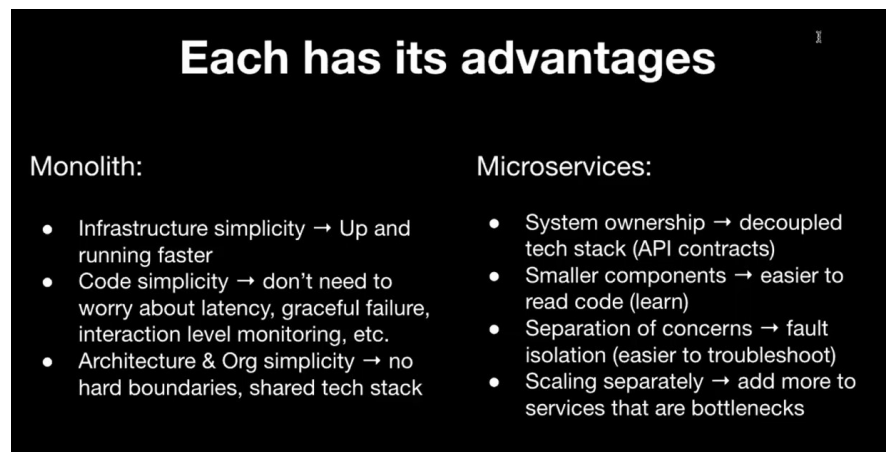 Each has its advantages
Monolith:
● Infrastructure simplicity → Up and
running faster
● Code simplicity → don’t need to
worry about latency, graceful failure,
interaction level monitoring, etc.
● Architecture & Org simplicity → no
hard boundaries, shared tech stack
Microservices:
● System ownership → decoupled
tech stack (API contracts)
● Smaller components → easier to
read code (learn)
● Separation of concerns → fault
isolation (easier to troubleshoot)
● Scaling separately → add more to
services that are bottlenecks